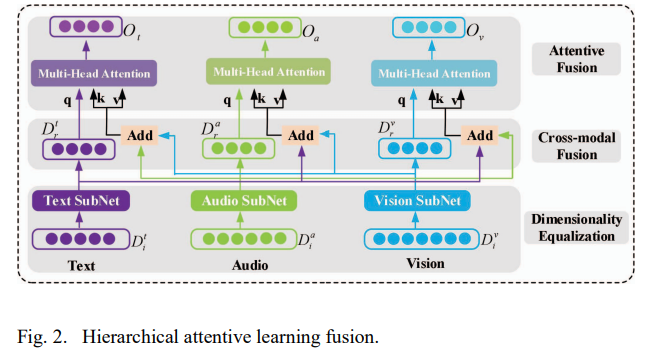 O_t O_a O_v
Attentive Fusion
Multi-Head Attention Multi-Head Attention Multi-Head Attention
q k v q k v q k v
D_r^t Add D_r^a Add D_r^v Add
Cross-modal Fusion
Text SubNet Audio SubNet Vision SubNet
Dimensionality Equalization
D_i^t D_i^a D_i^v
Text Audio Vision
Fig. 2. Hierarchical attentive learning fusion.